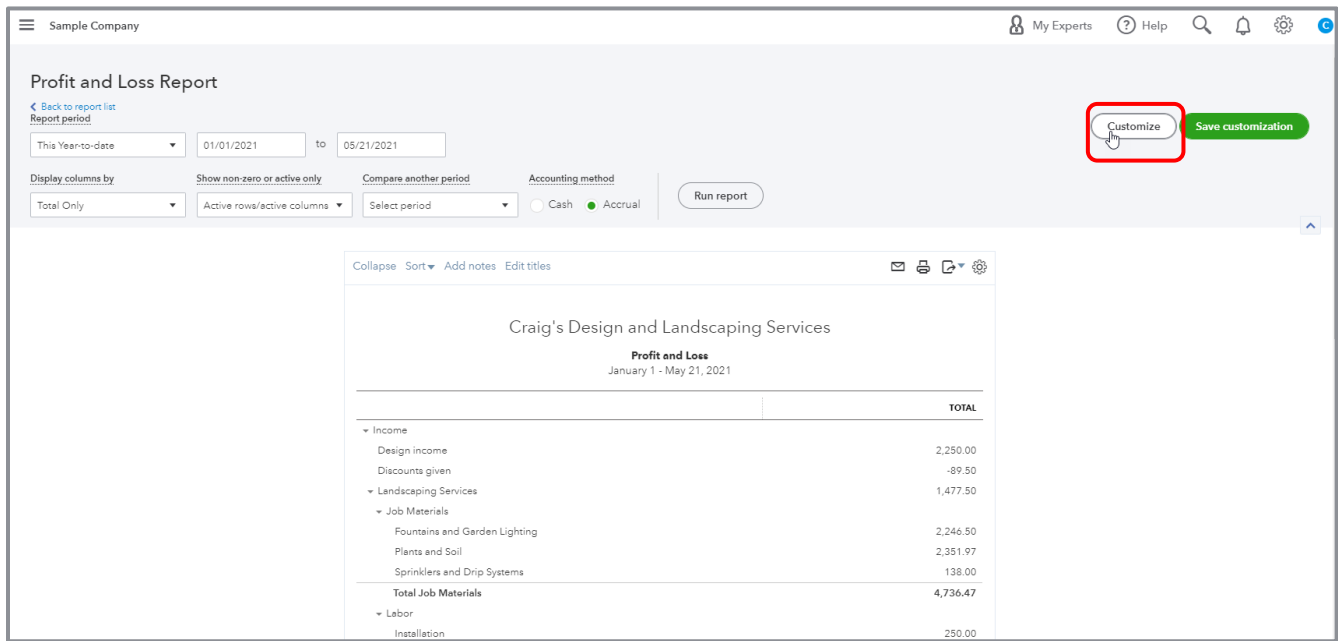 Sample Company
My Experts
Help
C
Profit and Loss Report
Back to report list
Report period
This Year-to-date 01/01/2021 to 05/21/2021
Customize
Save customization
Display columns by
Show non-zero or active only
Compare another period
Accounting method
Total Only
Active rows/active columns
Select period
Cash Accrual
Run report
Collapse Sort Add notes Edit titles
Craig's Design and Landscaping Services
Profit and Loss
January 1 - May 21, 2021
TOTAL
Income
Design income 2,250.00
Discounts given -89.50
Landscaping Services 1,477.50
Job Materials
Fountains and Garden Lighting 2,246.50
Plants and Soil 2,351.97
Sprinklers and Drip Systems 138.00
Total Job Materials 4,736.47
Labor
Installation 250.00